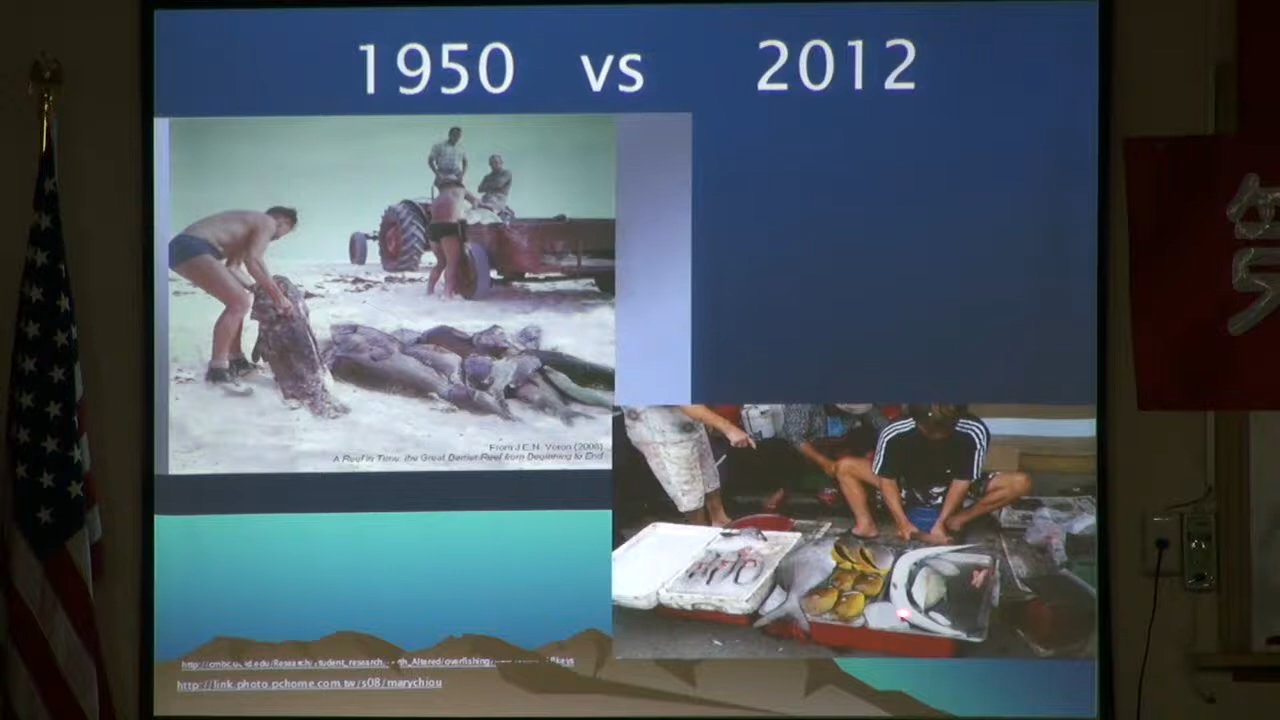 1950 vs 2012
From J.E.N. Veron (2008)
A Reef in Time: the Great Barrier Reef from Beginning to End
overfishing
http://link.photo.pchome.com.tw/s08/marychiou